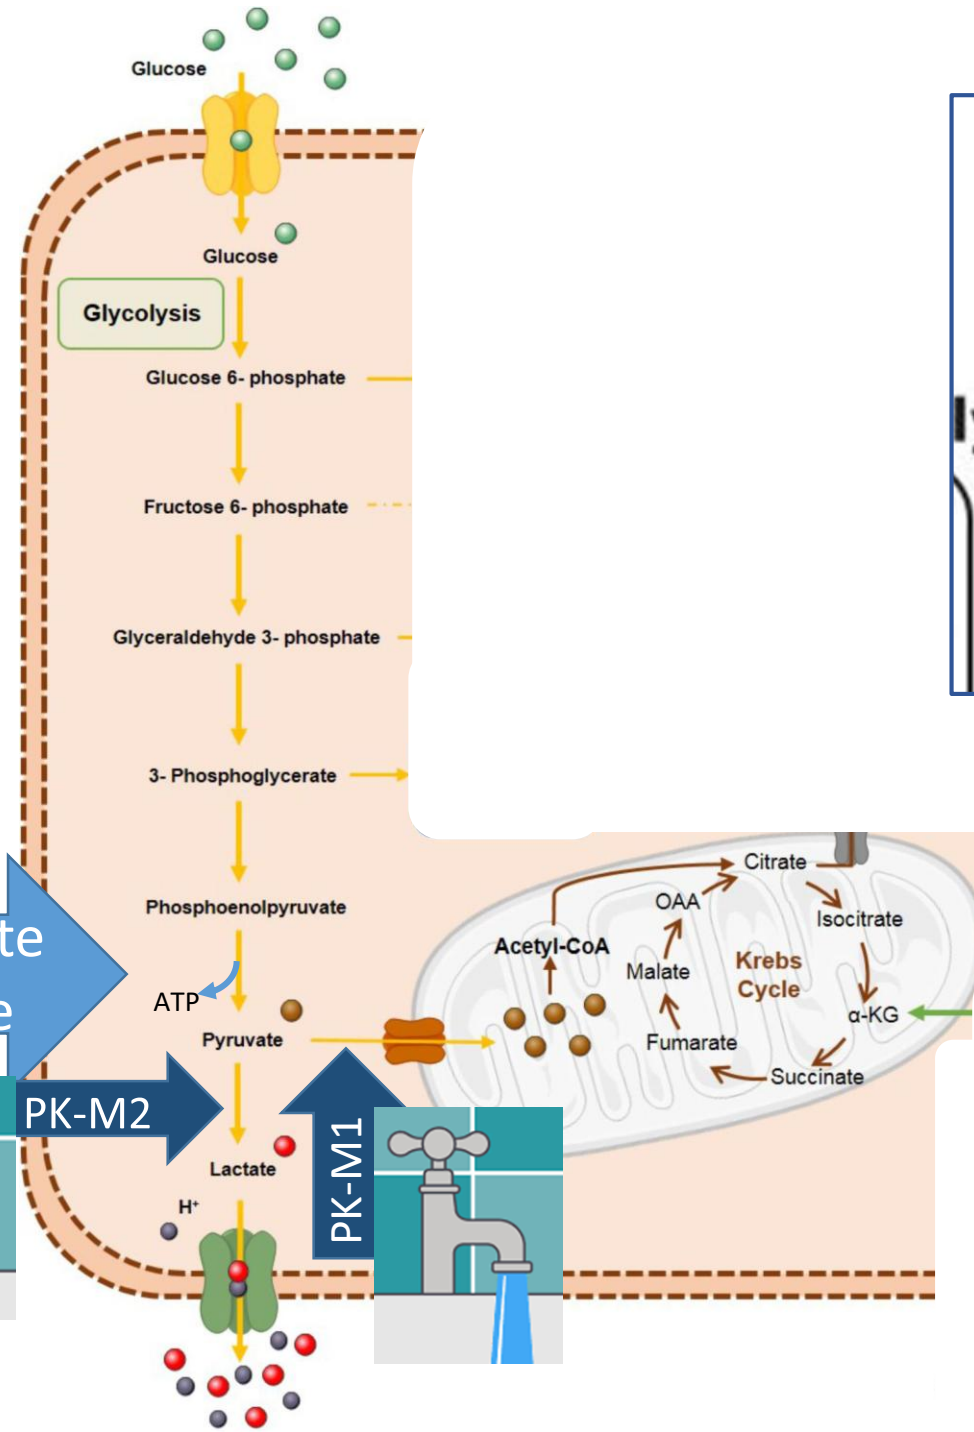 Glucose
Glucose
Glycolysis
Glucose 6- phosphate
Fructose 6- phosphate
Glyceraldehyde 3- phosphate
3- Phosphoglycerate
Phosphoenolpyruvate
te
e
ATP
Pyruvate
PK-M2
PK-M1
Lactate
H⁺
Citrate
OAA
Isocitrate
Acetyl-CoA
Malate
Krebs
Cycle
α-KG
Fumarate
Succinate